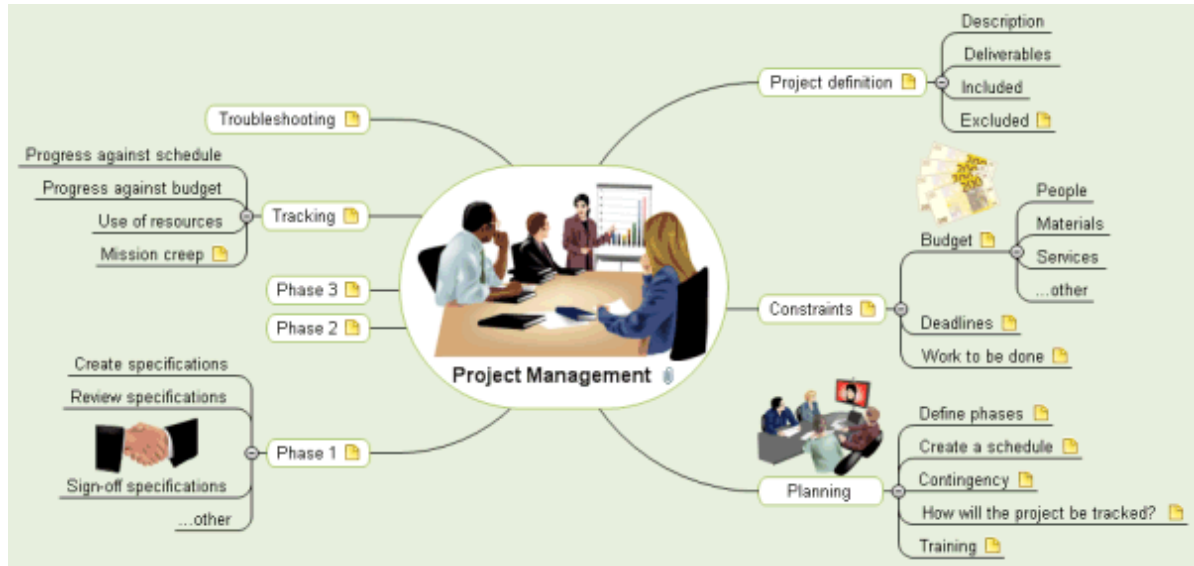 Project Management
Project definition
Description
Deliverables
Included
Excluded
Constraints
Budget
200
People
Materials
Services
...other
Deadlines
Work to be done
Planning
Define phases
Create a schedule
Contingency
How will the project be tracked?
Training
Phase 1
Create specifications
Review specifications
Sign-off specifications
...other
Phase 2
Phase 3
Tracking
Progress against schedule
Progress against budget
Use of resources
Mission creep
Troubleshooting